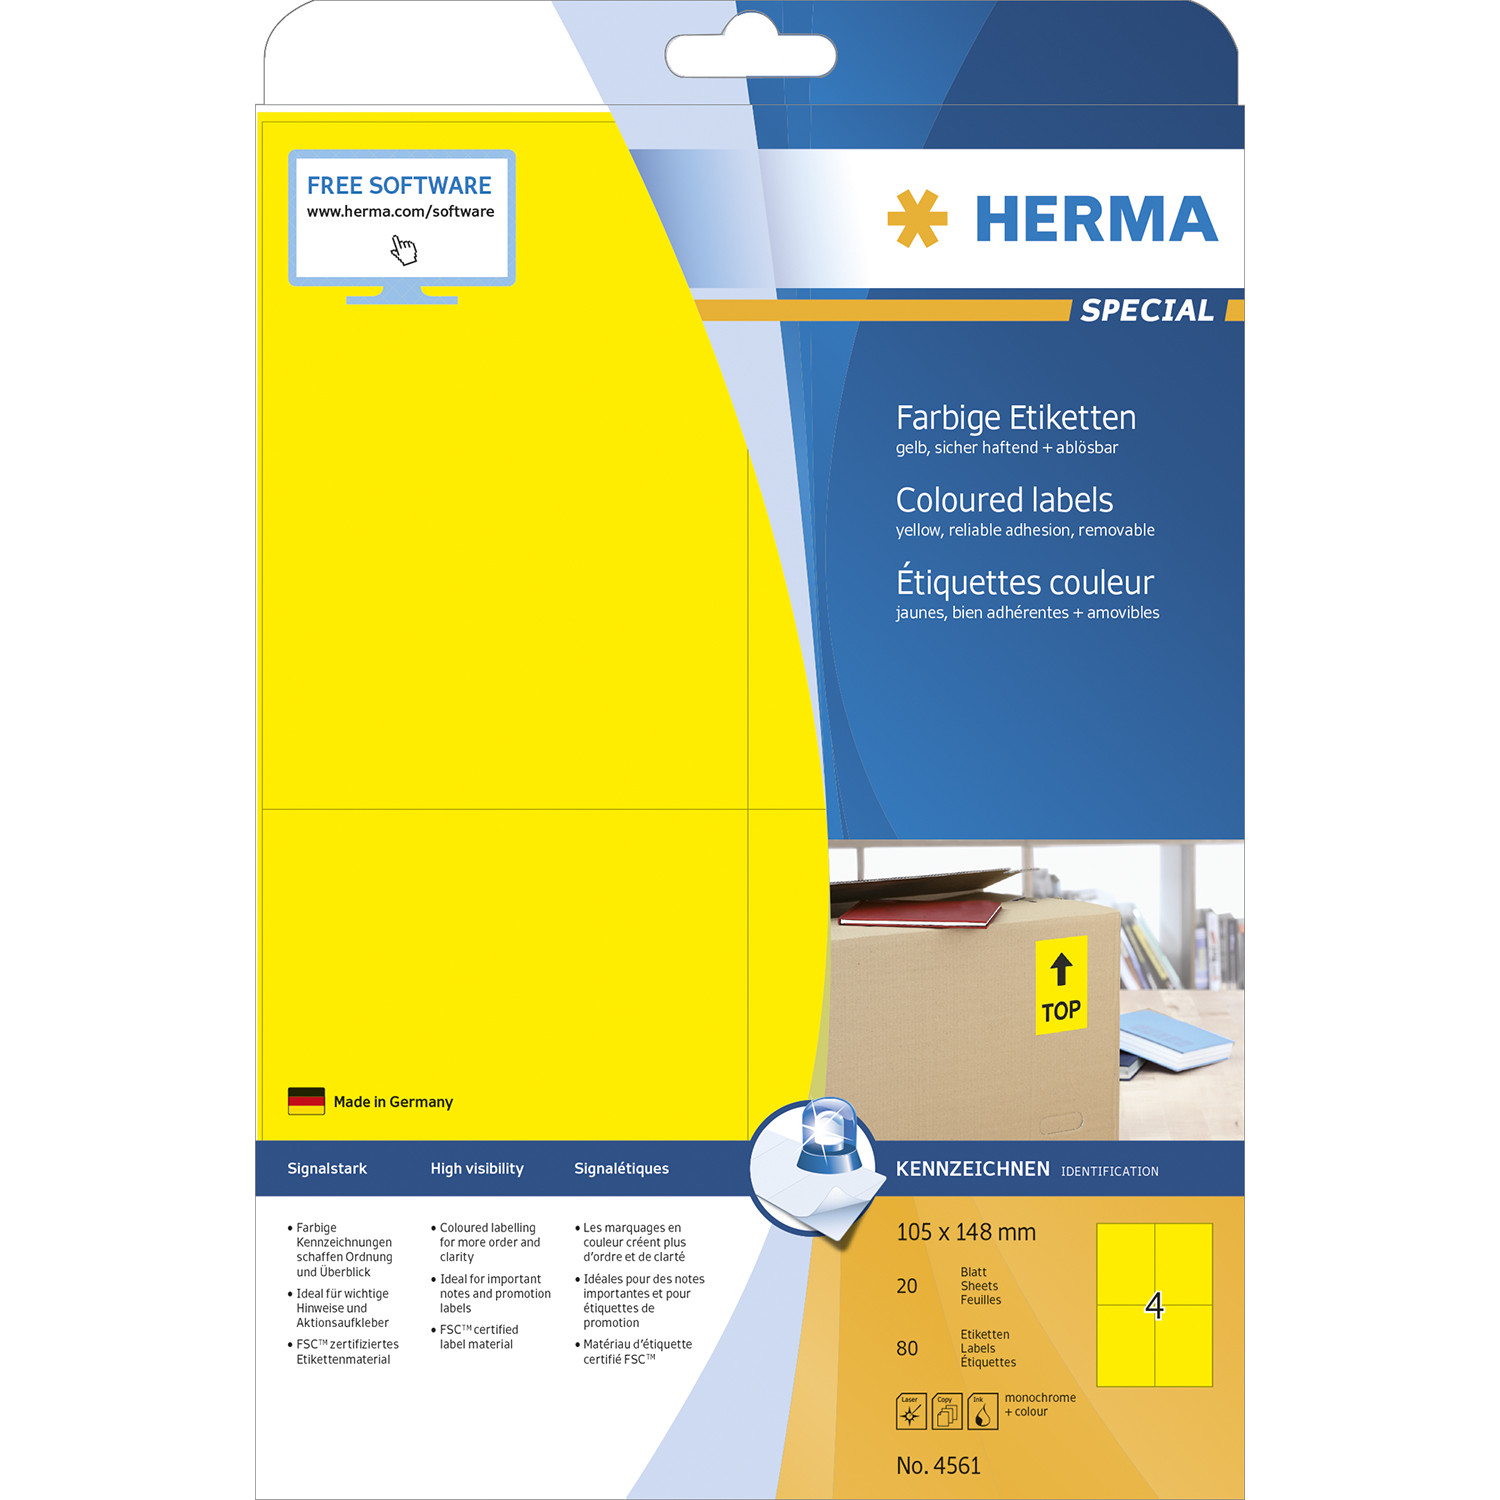 FREE SOFTWARE
www.herma.com/software
HERMA
SPECIAL
Farbige Etiketten
gelb, sicher haftend + ablösbar
Coloured labels
yellow, reliable adhesion, removable
Étiquettes couleur
jaunes, bien adhérentes + amovibles
TOP
Made in Germany
Signalstark
High visibility
Signalétiques
KENNZEICHNEN IDENTIFICATION
• Farbige
Kennzeichnungen
schaffen Ordnung
und Überblick
• Ideal für wichtige
Hinweise und
Aktionsaufkleber
• FSC™ zertifiziertes
Etikettenmaterial
• Coloured labelling
for more order and
clarity
• Ideal for important
notes and promotion
labels
• FSC™ certified
label material
• Les marquages en
couleur créent plus
d'ordre et de clarté
• Idéales pour des notes
importantes et pour
étiquettes de
promotion
• Matériau d'étiquette
certifié FSC™
105 x 148 mm
20
Blatt
Sheets
Feuilles
80
Etiketten
Labels
Étiquettes
4
Laser
Copy
Ink
monochrome
+ colour
No. 4561